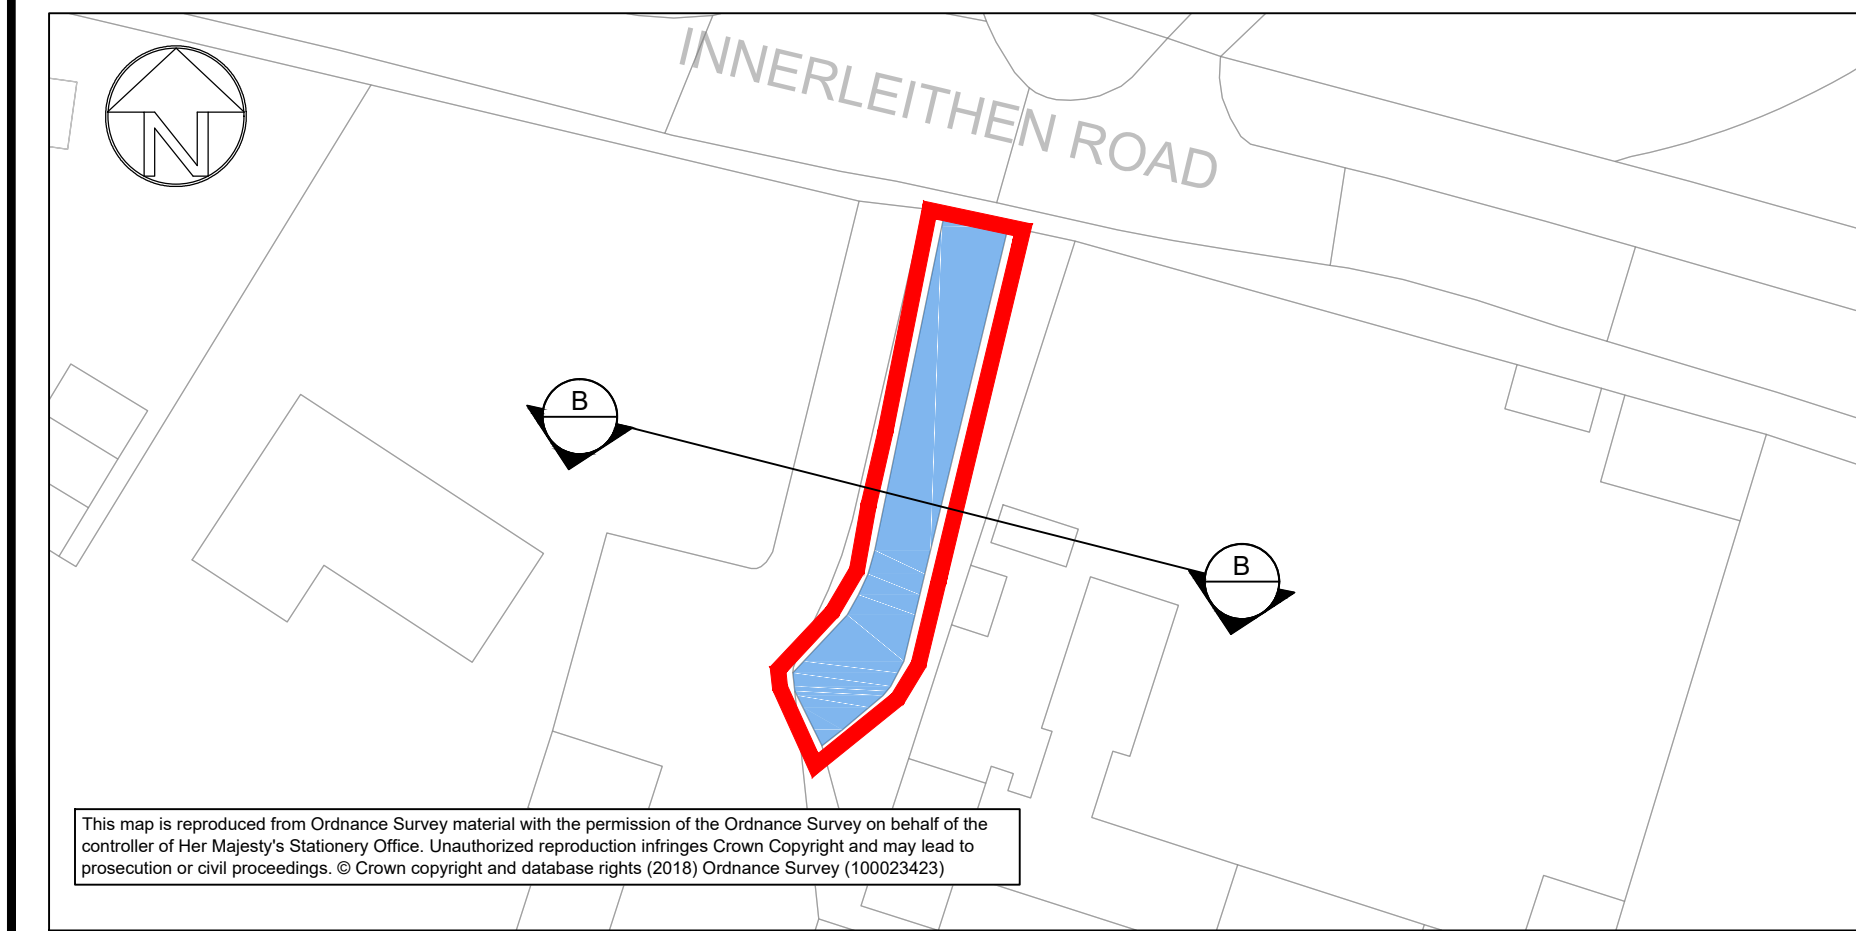 INNERLEITHEN ROAD
N
B
B
This map is reproduced from Ordnance Survey material with the permission of the Ordnance Survey on behalf of the
controller of Her Majesty's Stationery Office. Unauthorized reproduction infringes Crown Copyright and may lead to
prosecution or civil proceedings. © Crown copyright and database rights (2018) Ordnance Survey (100023423)